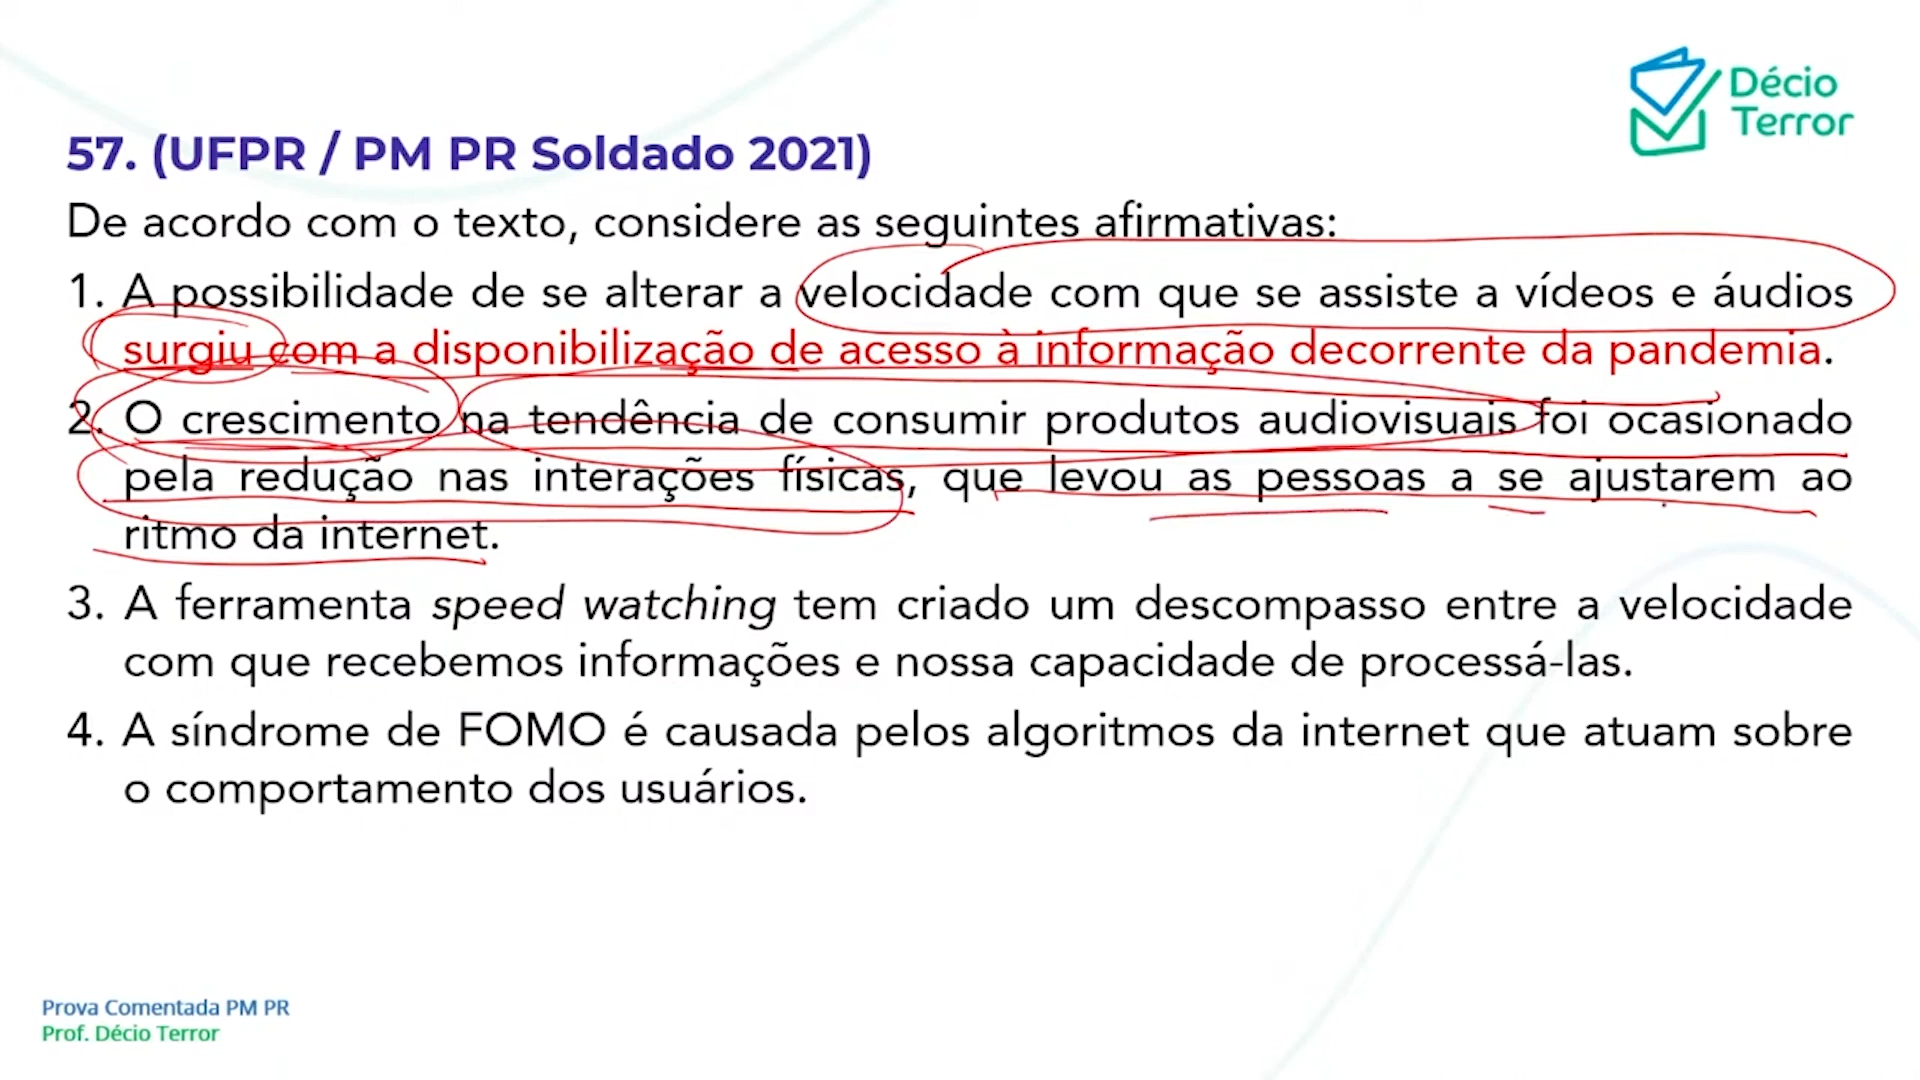 Décio
Terror
57. (UFPR / PM PR Soldado 2021)
De acordo com o texto, considere as seguintes afirmativas:
1. A possibilidade de se alterar a velocidade com que se assiste a vídeos e áudios
surgiu com a disponibilização de acesso à informação decorrente da pandemia.
2. O crescimento na tendência de consumir produtos audiovisuais foi ocasionado
pela redução nas interações físicas, que levou as pessoas a se ajustarem ao
ritmo da internet.
3. A ferramenta speed watching tem criado um descompasso entre a velocidade
com que recebemos informações e nossa capacidade de processá-las.
4. A síndrome de FOMO é causada pelos algoritmos da internet que atuam sobre
o comportamento dos usuários.
Prova Comentada PM PR
Prof. Décio Terror